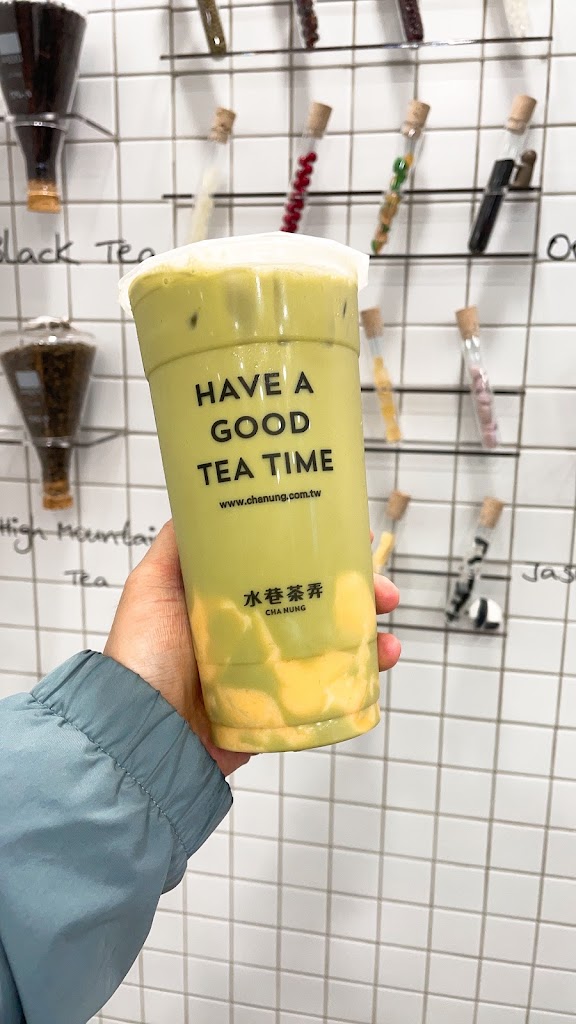 Black Tea
HAVE A
GOOD
TEA TIME
www.chanung.com.tw
High Mountain
Tea
水巷茶弄
CHA NUNG